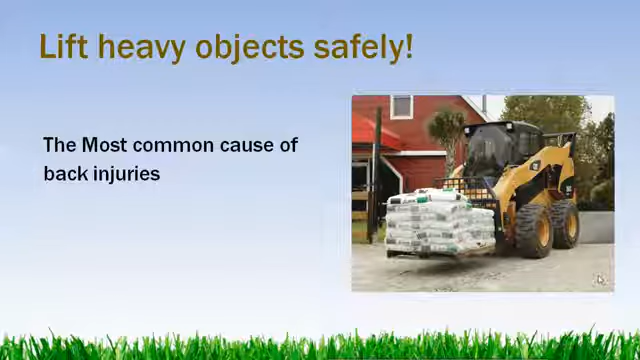 Lift heavy objects safely!
The Most common cause of
back injuries